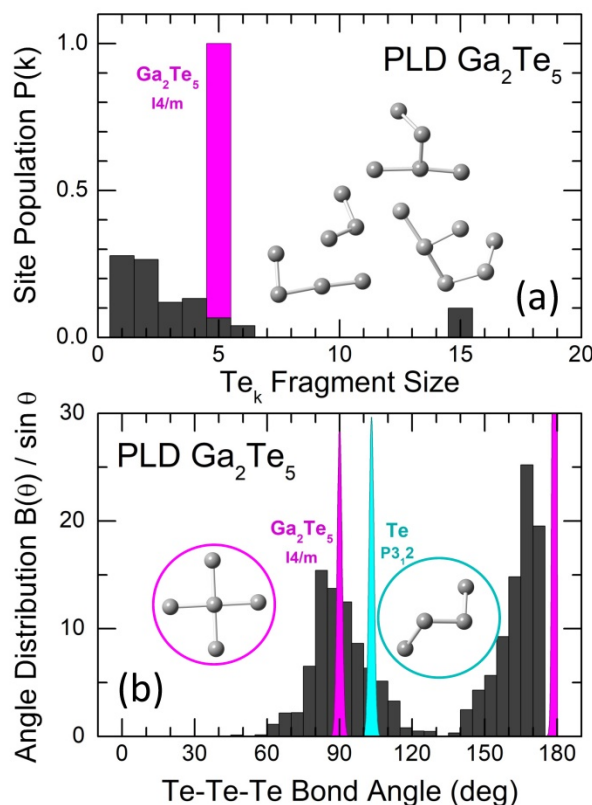 PLD Ga₂Te₅
Ga₂Te₅
I4/m
Site Population P(k)
1.0
0.5
0.0
(a)
0 5 10 15 20
Te_k Fragment Size
PLD Ga₂Te₅
Ga₂Te₅
I4/m
Te
P3₁2
Angle Distribution B(θ) / sin θ
30
20
10
0
(b)
0 30 60 90 120 150 180
Te-Te-Te Bond Angle (deg)